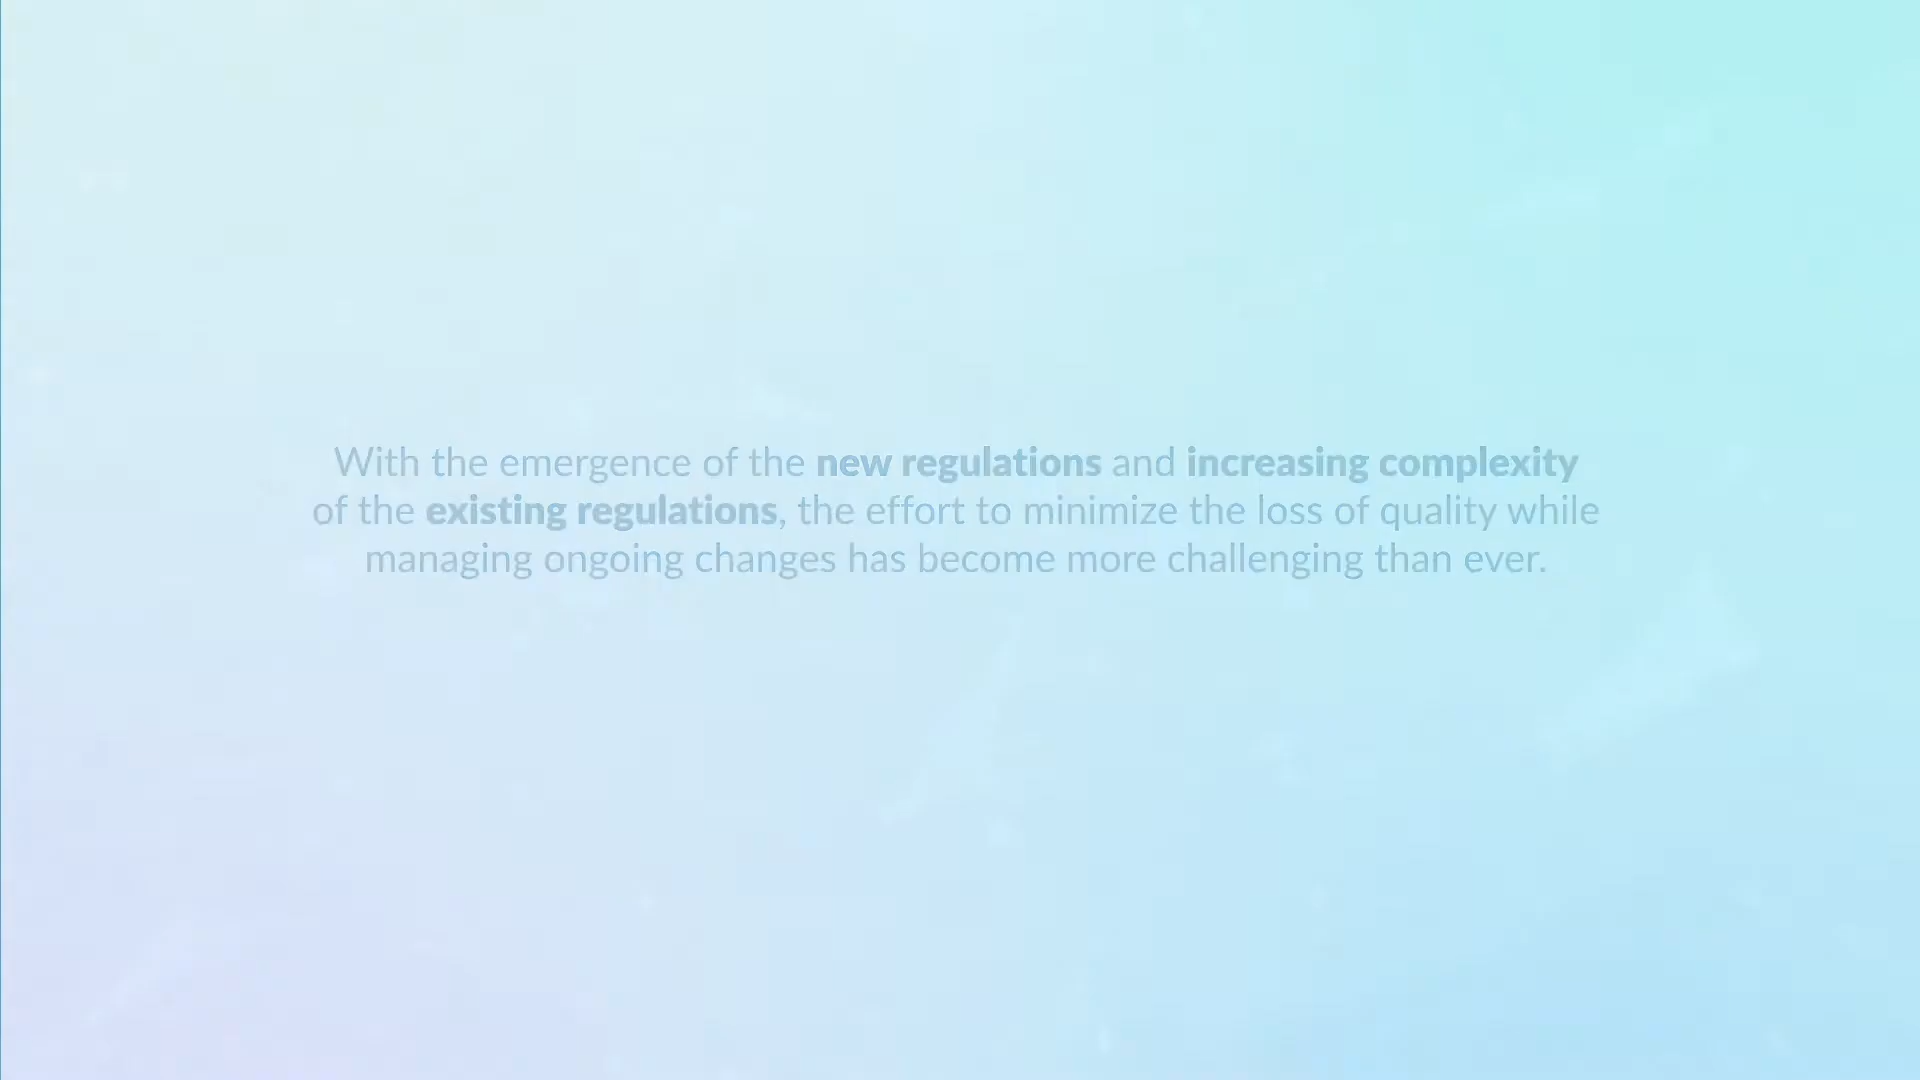 With the emergence of the new regulations and increasing complexity
of the existing regulations, the effort to minimize the loss of quality while
managing ongoing changes has become more challenging than ever.